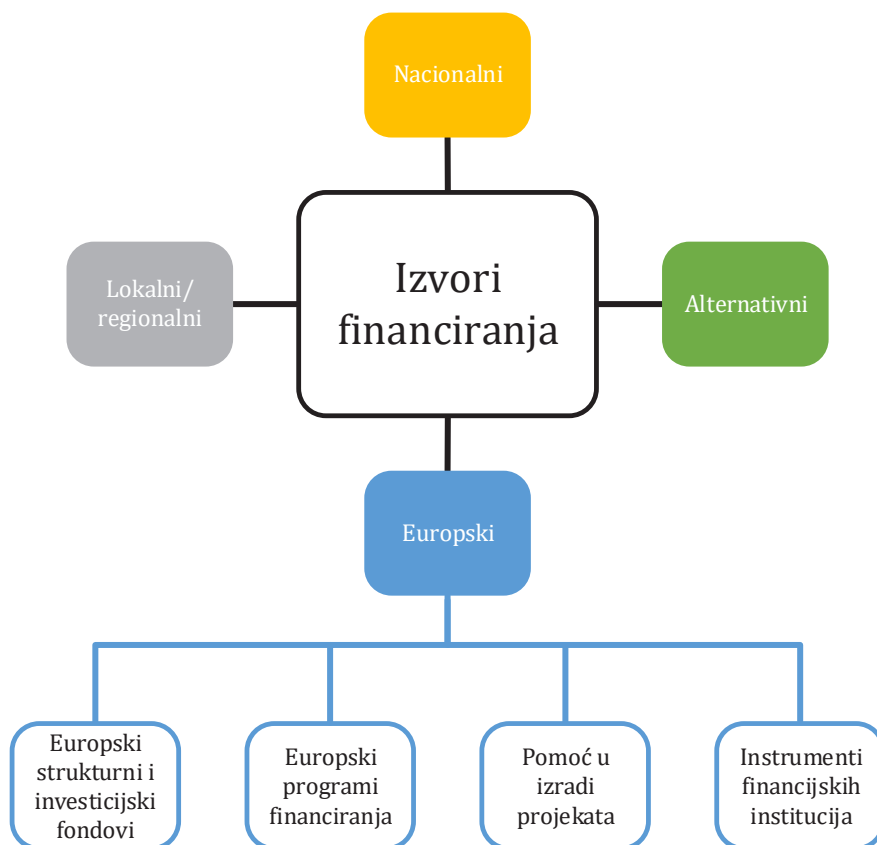 Nacionalni
Lokalni/
regionalni
Izvori
financiranja
Alternativni
Europski
Europski
strukturni i
investicijski
fondovi
Europski
programi
financiranja
Pomoć u
izradi
projekata
Instrumenti
financijskih
institucija